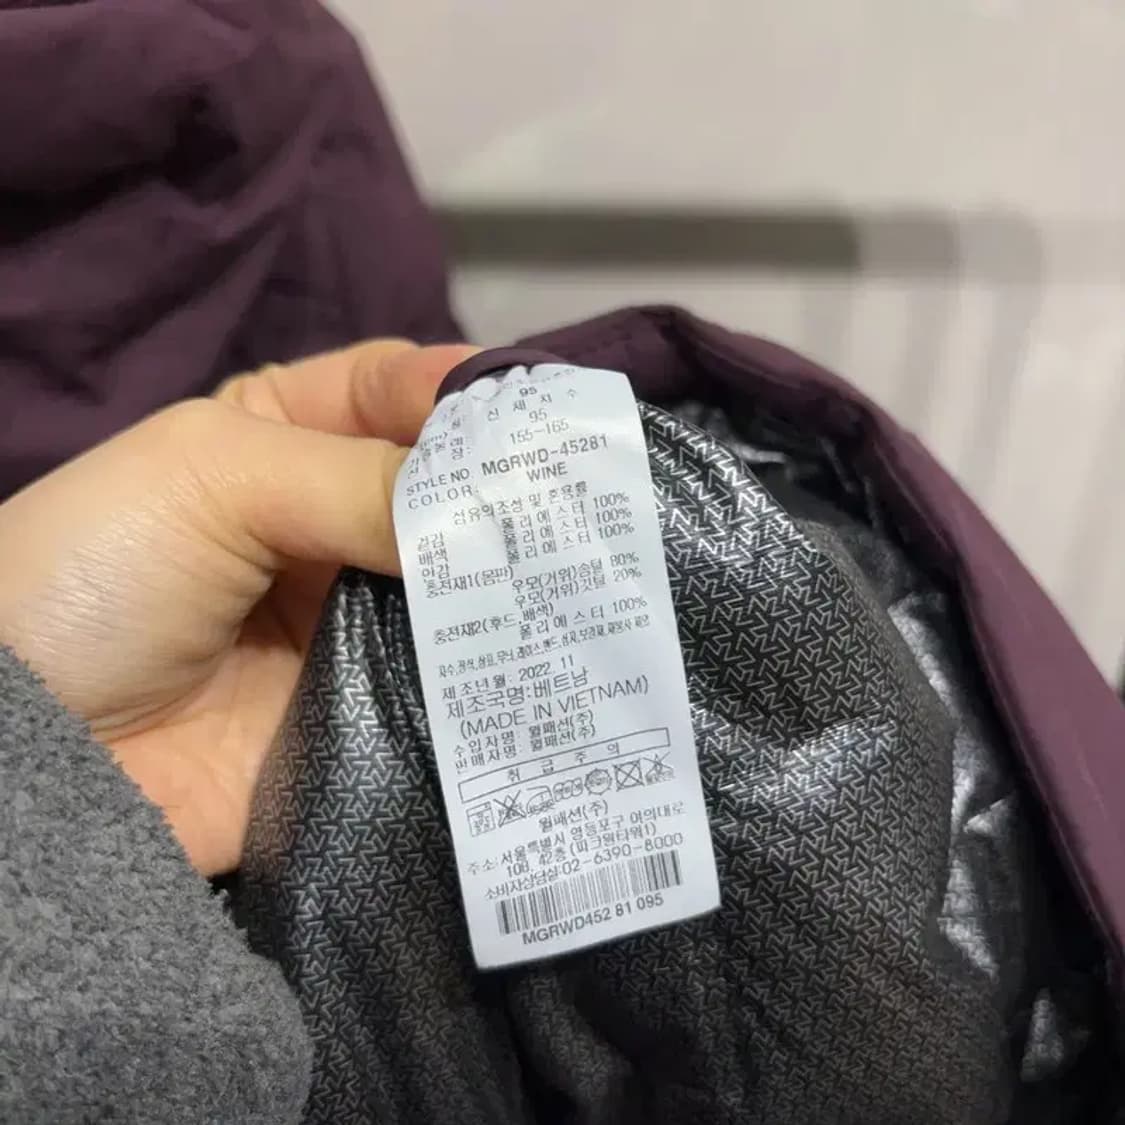 95
신 체 치 수
95
155-165
STYLE NO. MGRWD-45281
COLOR: WINE
섬유의조성 및 혼용률
겉감 폴리에스터 100%
배색 폴리에스터 100%
안감 폴리에스터 100%
충전재1(몸판) 우모(거위)솜털 80%
우모(거위)깃털 20%
충전재2(후드,배색)
폴리에스터 100%
제조년월: 2022. 11
제조국명:베트남
(MADE IN VIETNAM)
수입자명: 월패션(주)
판매자명: 월패션(주)
취 급 주 의
월패션(주)
주소:서울특별시 영등포구 여의대로
108, 42층 (파크원타워1)
소비자상담실:02-6390-8000
MGRWD452 81 095